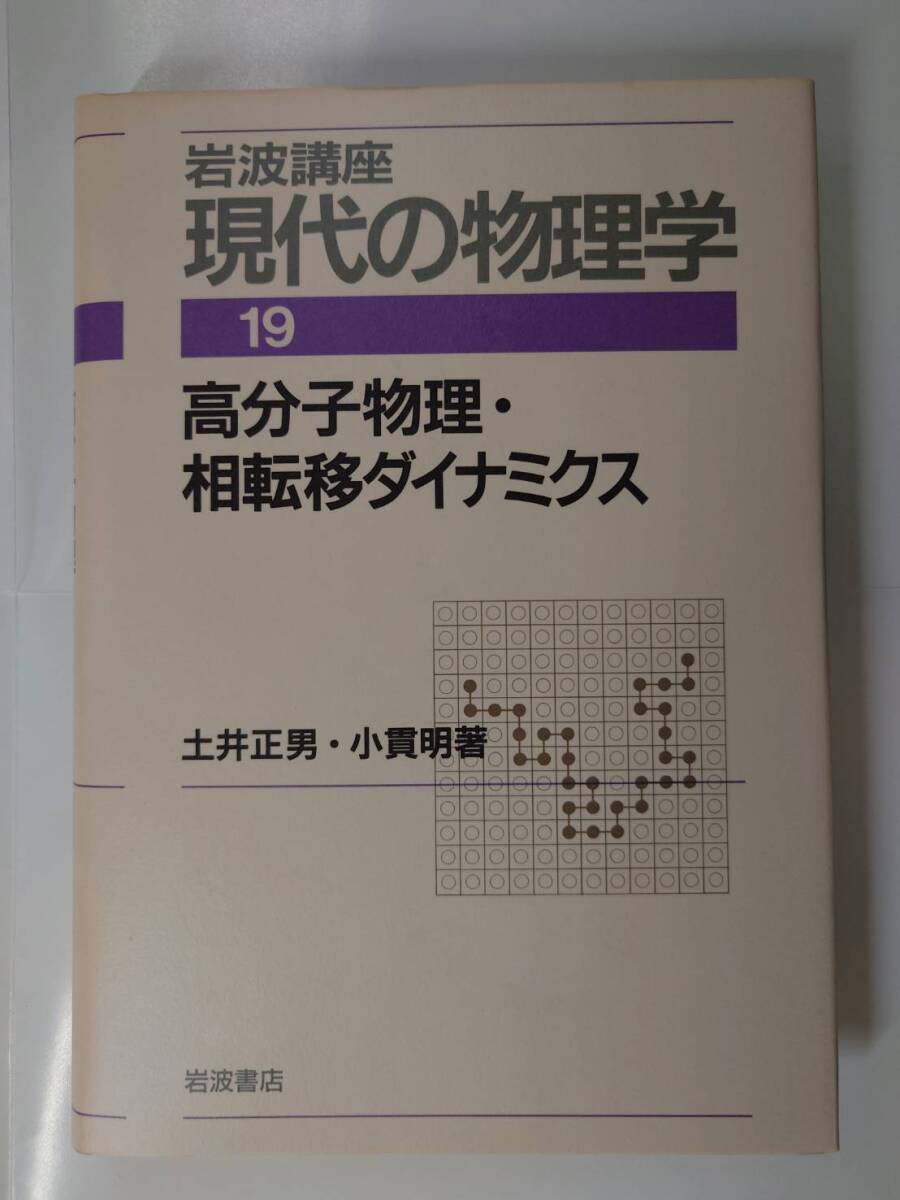 岩波講座
現代の物理学
19
高分子物理・
相転移ダイナミクス
土井正男・小貫明著
岩波書店